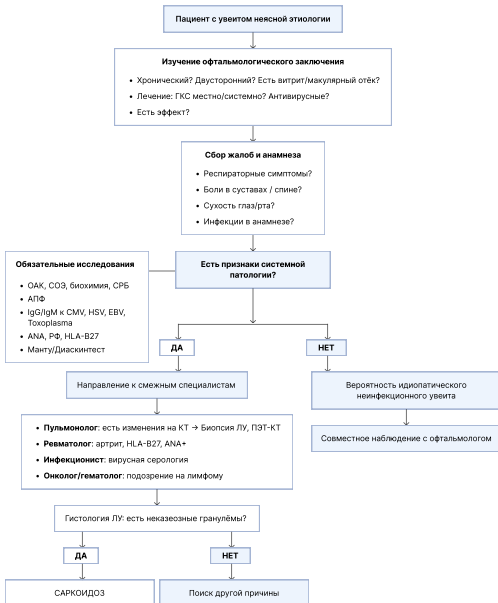 Пациент с увеитом неясной этиологии
Изучение офтальмологического заключения
• Хронический? Двусторонний? Есть витрит/макулярный отёк?
• Лечение: ГКС местно/системно? Антивирусные?
• Есть эффект?
Сбор жалоб и анамнеза
• Респираторные симптомы?
• Боли в суставах / спине?
• Сухость глаз/рта?
• Инфекции в анамнезе?
Обязательные исследования
• ОАК, СОЭ, биохимия, СРБ
• АПФ
• IgG/IgM к CMV, HSV, EBV,
Toxoplasma
• ANA, РФ, HLA-B27
• Манту/Диаскинтест
Есть признаки системной
патологии?
ДА
НЕТ
Направление к смежным специалистам
Вероятность идиопатического
неинфекционного увеита
• Пульмонолог: есть изменения на КТ → Биопсия ЛУ, ПЭТ-КТ
• Ревматолог: артрит, HLA-B27, ANA+
• Инфекционист: вирусная серология
• Онколог/гематолог: подозрение на лимфому
Совместное наблюдение с офтальмологом
Гистология ЛУ: есть неказеозные гранулёмы?
ДА
НЕТ
САРКОИДОЗ
Поиск другой причины